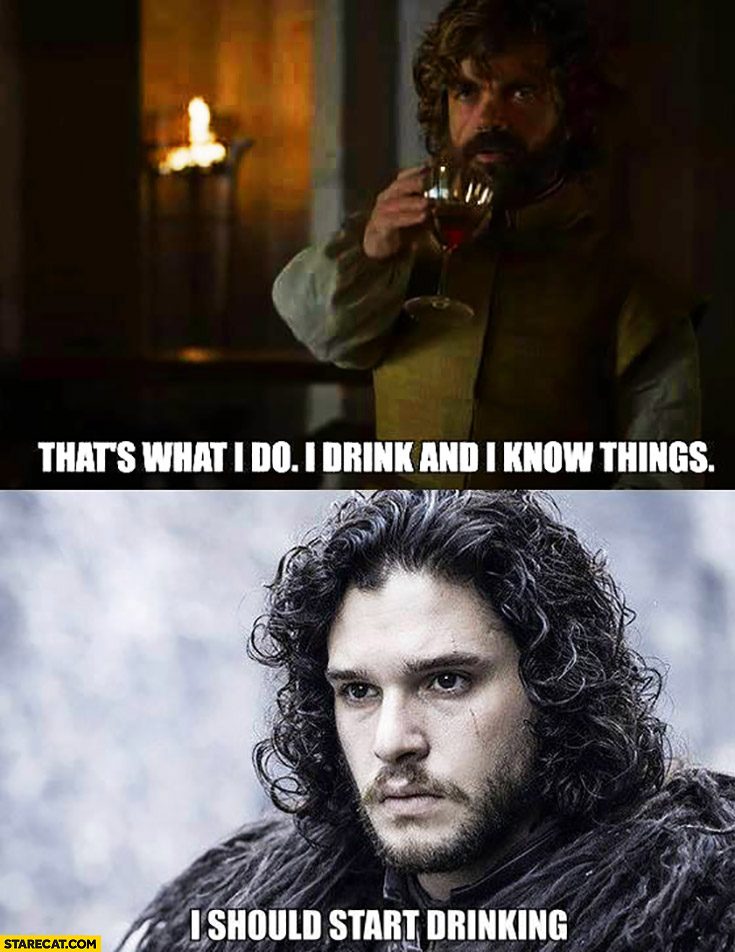 THAT'S WHAT I DO. I DRINK AND I KNOW THINGS.
I SHOULD START DRINKING
STARECAT.COM